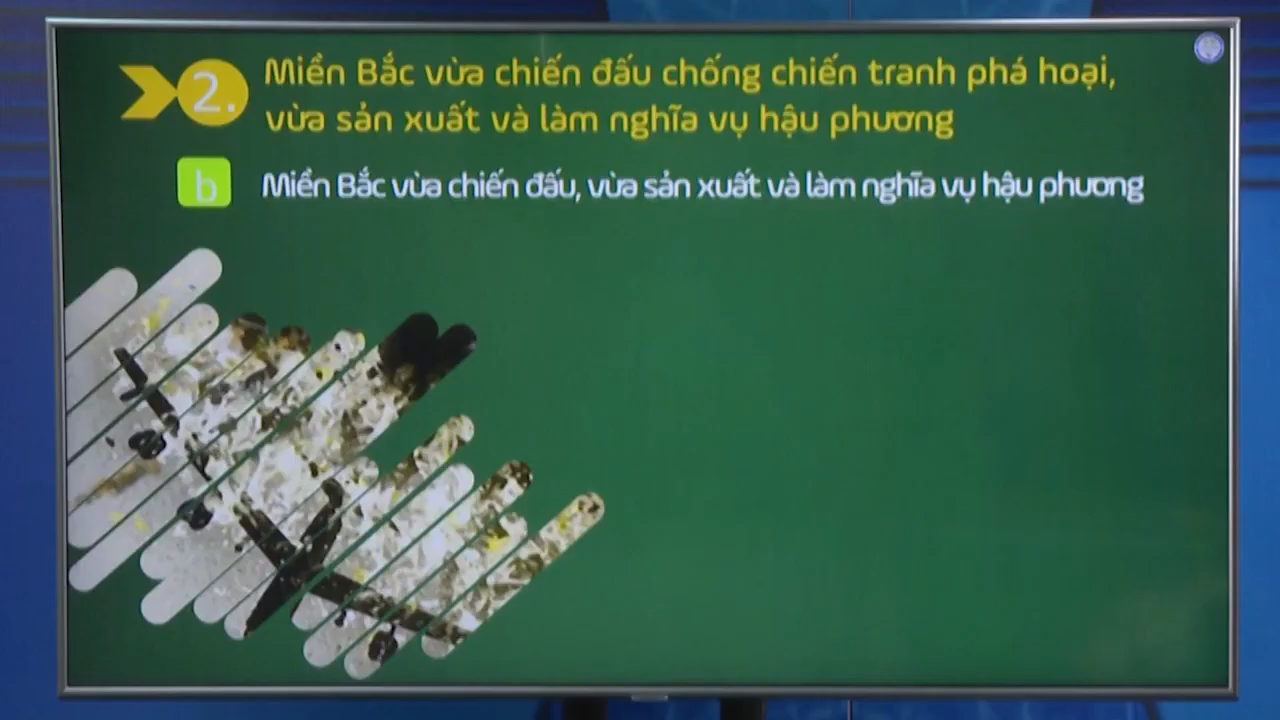 2. Miền Bắc vừa chiến đấu chống chiến tranh phá hoại,
vừa sản xuất và làm nghĩa vụ hậu phương
b Miền Bắc vừa chiến đấu, vừa sản xuất và làm nghĩa vụ hậu phương